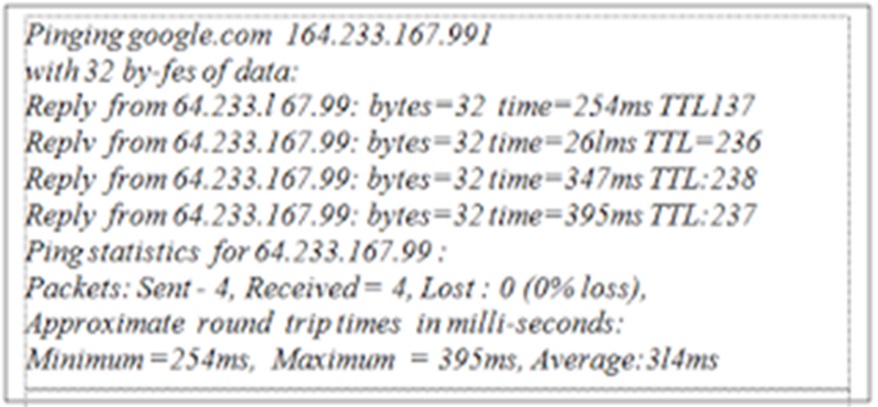 Pinging google.com 164.233.167.991
with 32 by-fes of data:
Reply from 64.233.l 67.99: bytes=32 time=254ms TTL137
Replv from 64.233.167.99: bytes=32 time=26lms TTL=236
Reply from 64.233.167.99: bytes=32 time=347ms TTL:238
Reply from 64.233.167.99: bytes=32 time=395ms TTL:237
Ping statistics for 64.233.167.99 :
Packets: Sent - 4, Received = 4, Lost : 0 (0% loss),
Approximate round trip times in milli-seconds:
Minimum =254ms, Maximum = 395ms, Average:3l4ms